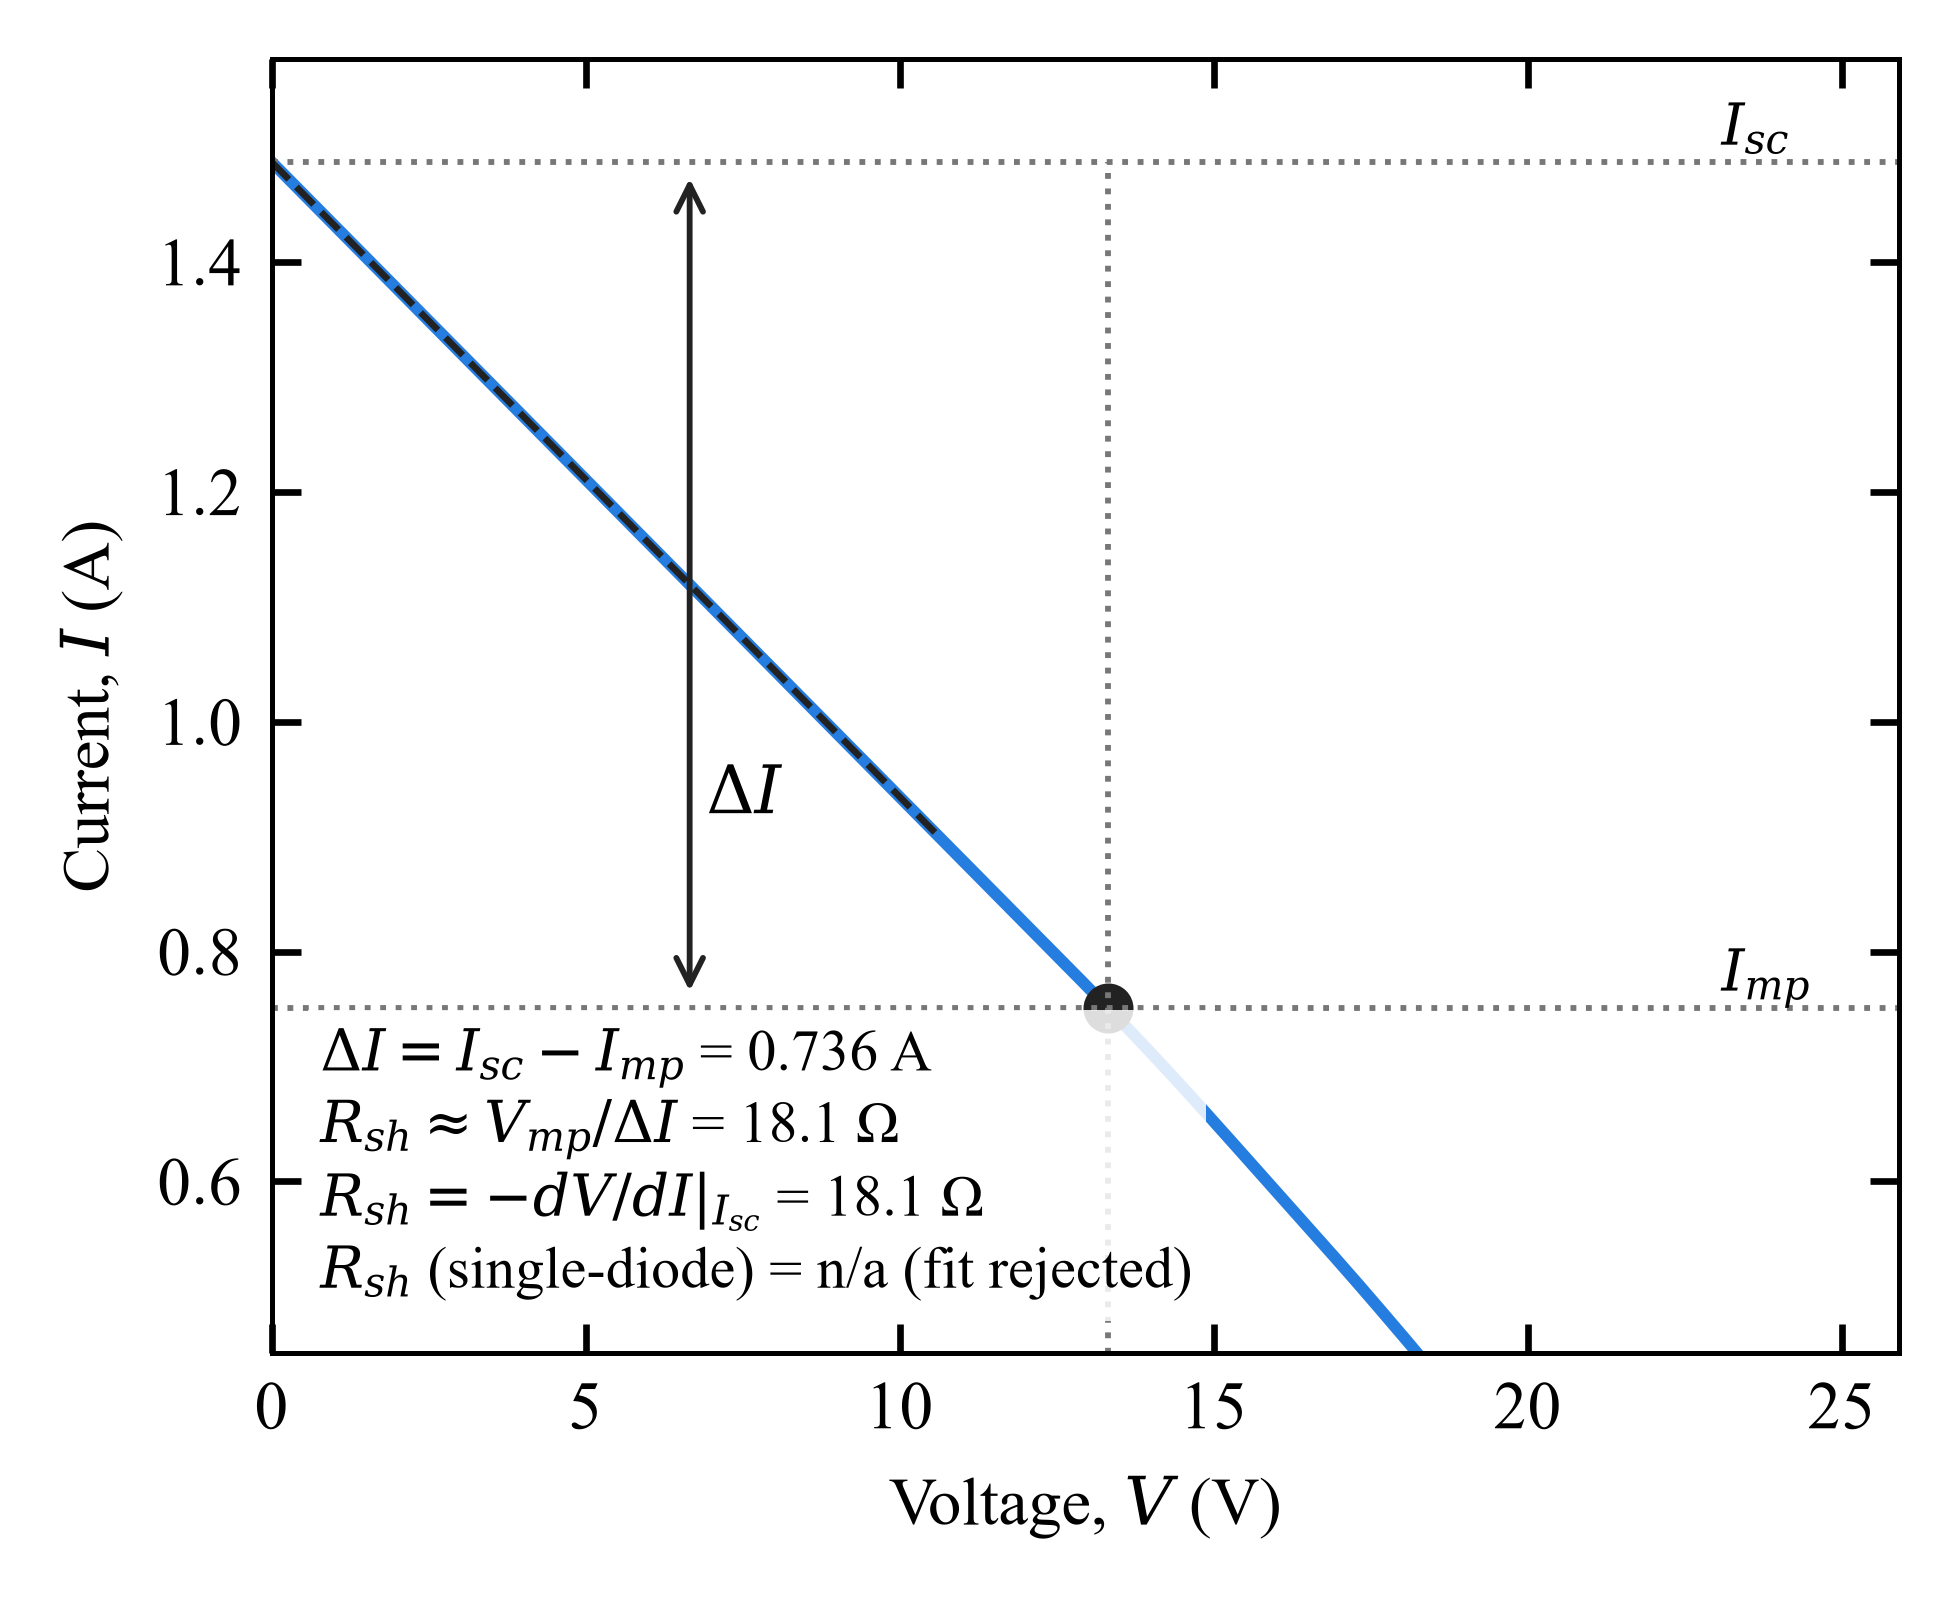 I_sc
1.4
1.2
1.0
0.8
0.6
Current, I (A)
ΔI
I_mp
ΔI = I_sc − I_mp = 0.736 A
R_sh ≈ V_mp/ΔI = 18.1 Ω
R_sh = −dV/dI|_I_sc = 18.1 Ω
R_sh (single-diode) = n/a (fit rejected)
0 5 10 15 20 25
Voltage, V (V)